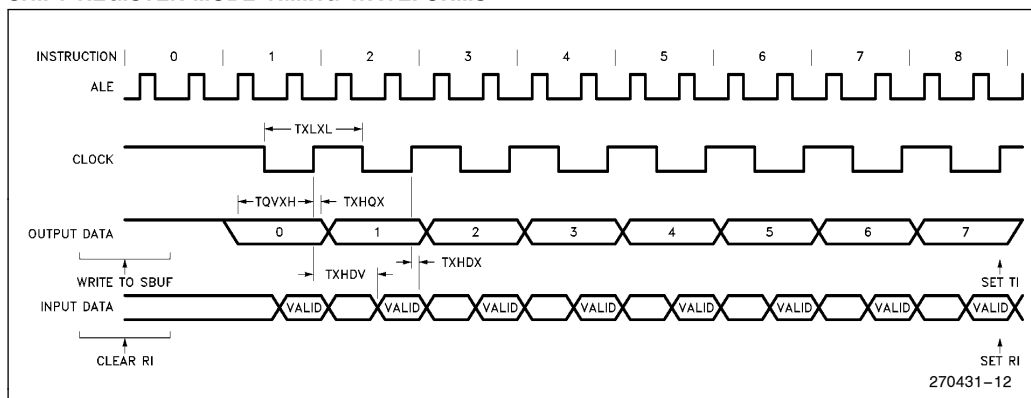 SHIFT REGISTER MODE TIMING WAVEFORMS
INSTRUCTION | 0 | 1 | 2 | 3 | 4 | 5 | 6 | 7 | 8 |
ALE
TXLXL
CLOCK
TQVXH TXHQX
OUTPUT DATA 0 1 2 3 4 5 6 7
TXHDV TXHDX
WRITE TO SBUF SET TI
INPUT DATA VALID VALID VALID VALID VALID VALID VALID VALID
CLEAR RI SET RI
270431–12